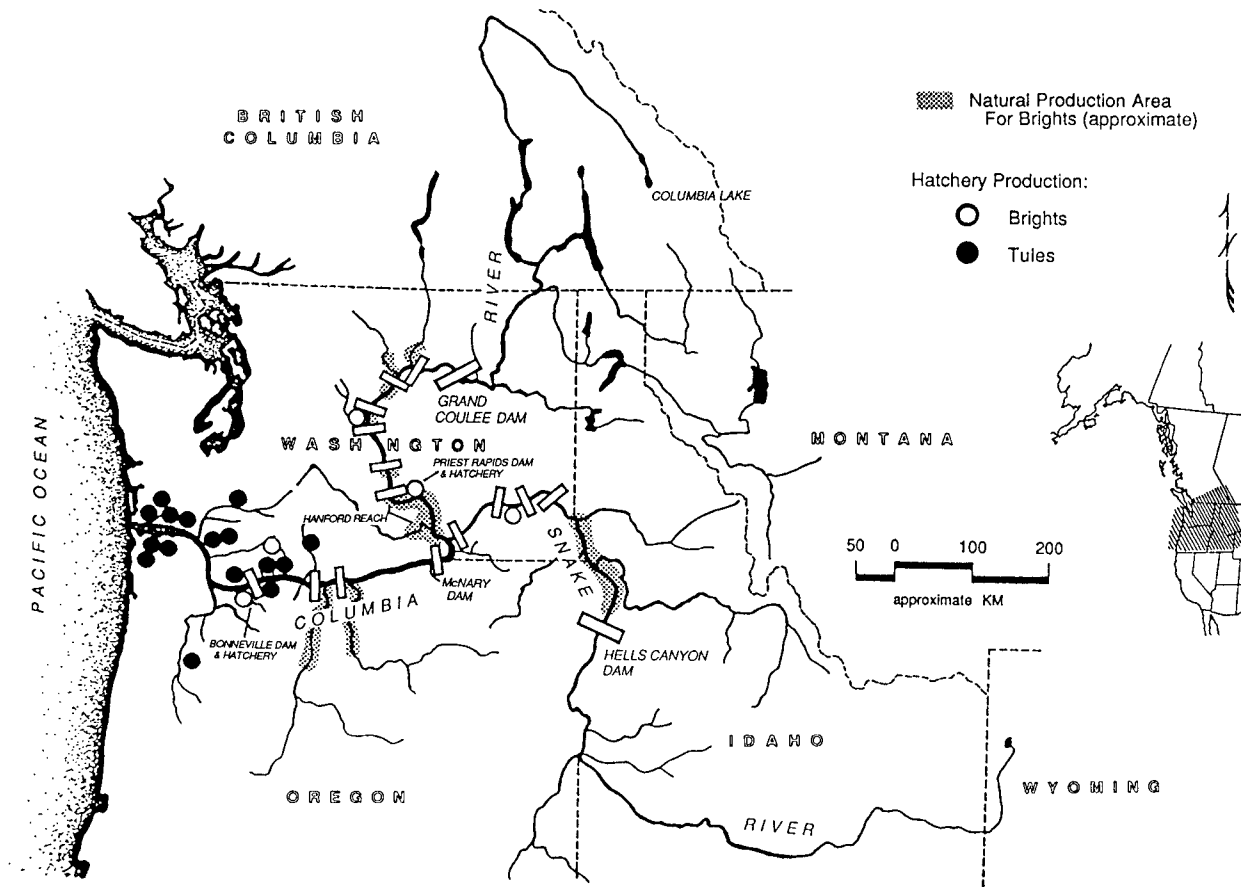 BRITISH
COLUMBIA
Natural Production Area
For Brights (approximate)
Hatchery Production:
Brights
Tules
COLUMBIA LAKE
RIVER
GRAND
COULEE DAM
WASHINGTON
MONTANA
PRIEST RAPIDS DAM
& HATCHERY
HANFORD REACH
PACIFIC OCEAN
SNAKE
50 0 100 200
approximate KM
McNARY
DAM
COLUMBIA
BONNEVILLE DAM
& HATCHERY
HELLS CANYON
DAM
IDAHO
WYOMING
OREGON
RIVER